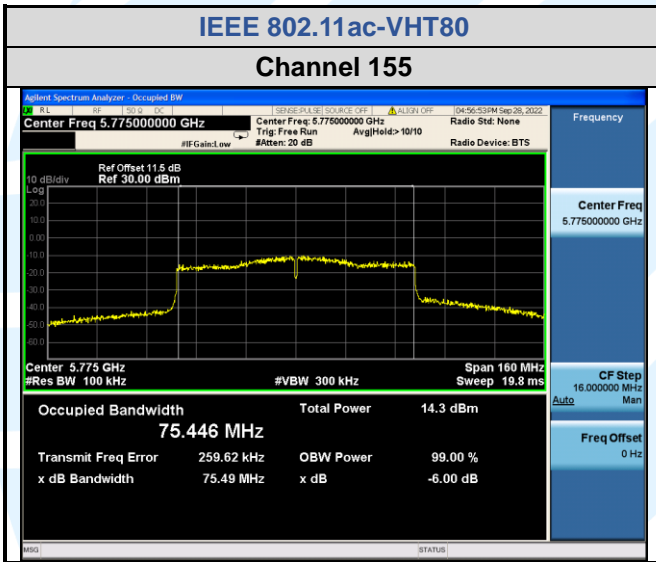 IEEE 802.11ac-VHT80
Channel 155
Agilent Spectrum Analyzer - Occupied BW
RL RF 50 Ω DC SENSE:PULSE SOURCE OFF ALIGN OFF 04:56:53PM Sep 28, 2022
Center Freq 5.775000000 GHz
Center Freq: 5.775000000 GHz
Radio Std: None
Trig: Free Run Avg|Hold:> 10/10
#IFGain:Low #Atten: 20 dB Radio Device: BTS
Frequency
Ref Offset 11.5 dB
10 dB/div Ref 30.00 dBm
Log
20.0
10.0
0.00
-10.0
-20.0
-30.0
-40.0
-50.0
-60.0
Center Freq
5.775000000 GHz
Center 5.775 GHz Span 160 MHz
#Res BW 100 kHz #VBW 300 kHz Sweep 19.8 ms
CF Step
16.000000 MHz
Auto Man
Occupied Bandwidth Total Power 14.3 dBm
75.446 MHz
Freq Offset
0 Hz
Transmit Freq Error 259.62 kHz OBW Power 99.00 %
x dB Bandwidth 75.49 MHz x dB -6.00 dB
MSG STATUS